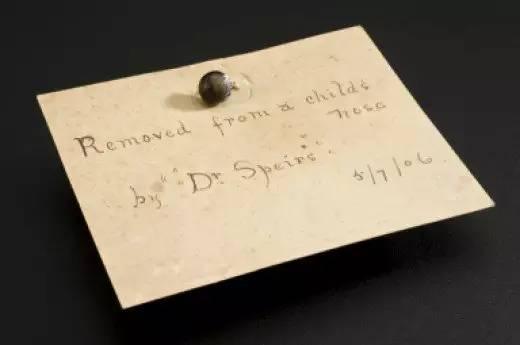 Removed from a childs
nose
by "Dr. Speirs".
5/7/06.